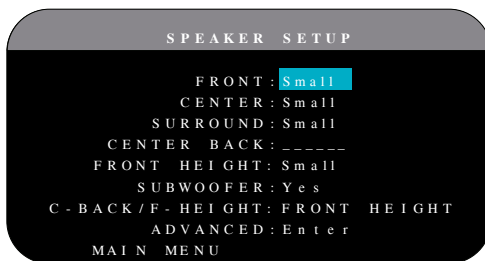 SPEAKER SETUP
FRONT: Small
CENTER: Small
SURROUND: Small
CENTER BACK: ______
FRONT HEIGHT: Small
SUBWOOFER: Yes
C-BACK/F-HEIGHT: FRONT HEIGHT
ADVANCED: Enter
MAIN MENU